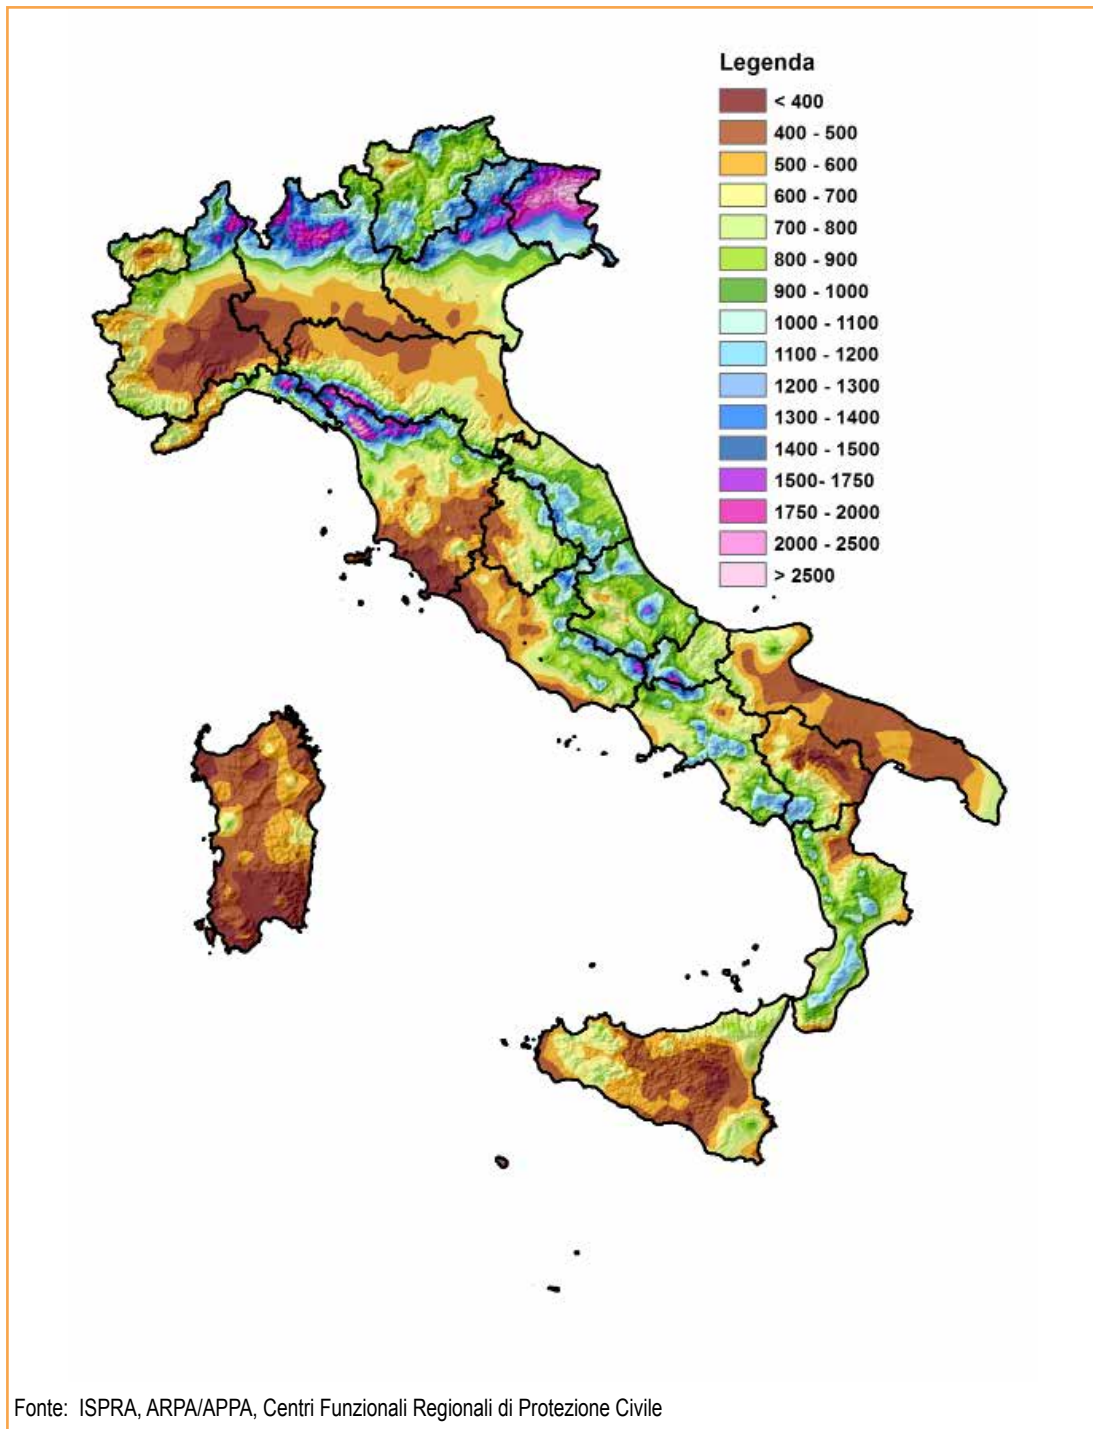 Legenda
< 400
400 - 500
500 - 600
600 - 700
700 - 800
800 - 900
900 - 1000
1000 - 1100
1100 - 1200
1200 - 1300
1300 - 1400
1400 - 1500
1500- 1750
1750 - 2000
2000 - 2500
> 2500
Fonte: ISPRA, ARPA/APPA, Centri Funzionali Regionali di Protezione Civile